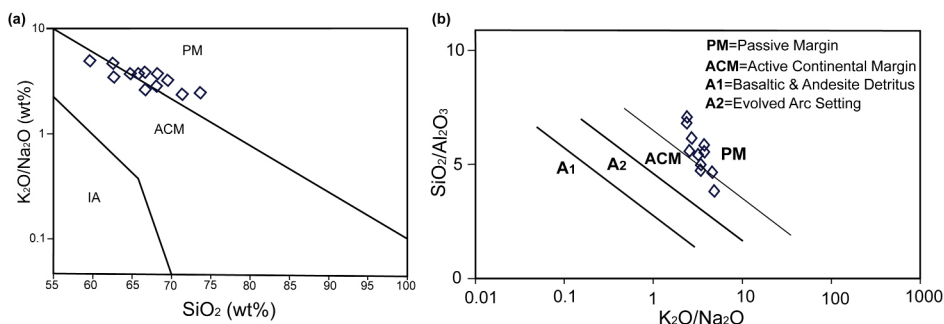 (a)
10
1
0.1
K₂O/Na₂O (wt%)
PM
ACM
IA
55 60 65 70 75 80 85 90 95 100
SiO₂ (wt%)
(b)
10
5
0
SiO₂/Al₂O₃
PM=Passive Margin
ACM=Active Continental Margin
A1=Basaltic & Andesite Detritus
A2=Evolved Arc Setting
A1
A2
ACM
PM
0.01 0.1 1 10 100 1000
K₂O/Na₂O